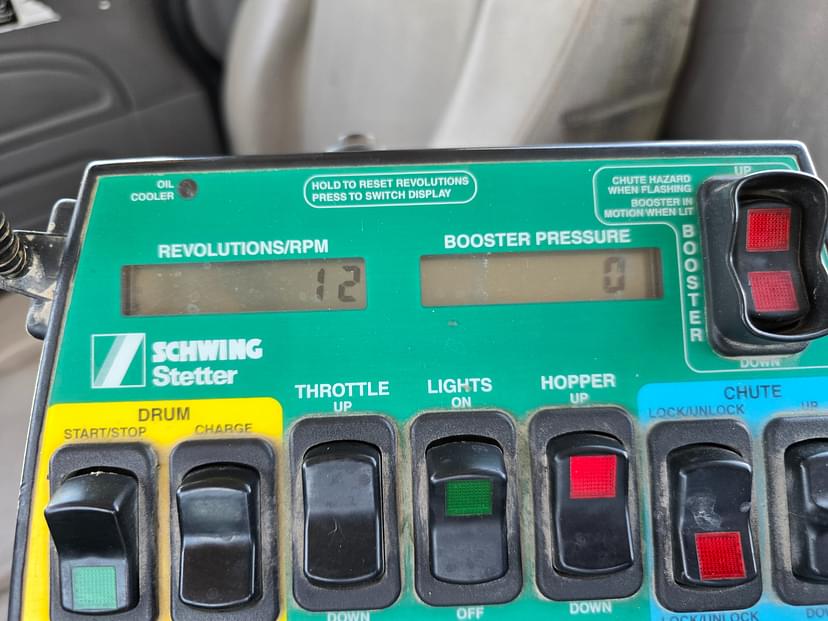 OIL
COOLER
HOLD TO RESET REVOLUTIONS
PRESS TO SWITCH DISPLAY
CHUTE HAZARD
WHEN FLASHING
BOOSTER IN
MOTION WHEN LIT
UP
BOOSTER
DOWN
REVOLUTIONS/RPM
12
BOOSTER PRESSURE
0
SCHWING
Stetter
DRUM
START/STOP
CHARGE
THROTTLE
UP
DOWN
LIGHTS
ON
OFF
HOPPER
UP
DOWN
CHUTE
LOCK/UNLOCK
LOCK/UNLOCK
UP